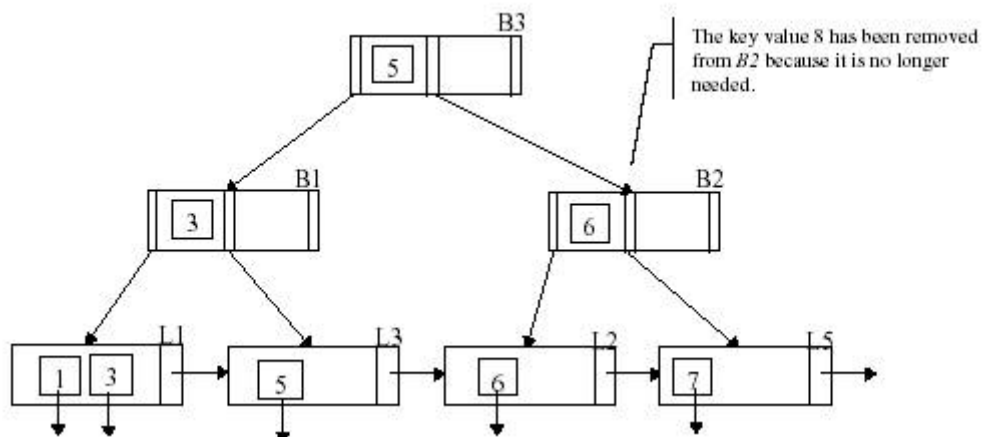 B3
The key value 8 has been removed
from B2 because it is no longer
needed.
5
B1
B2
3
6
L1
L3
L2
L5
1
3
5
6
7